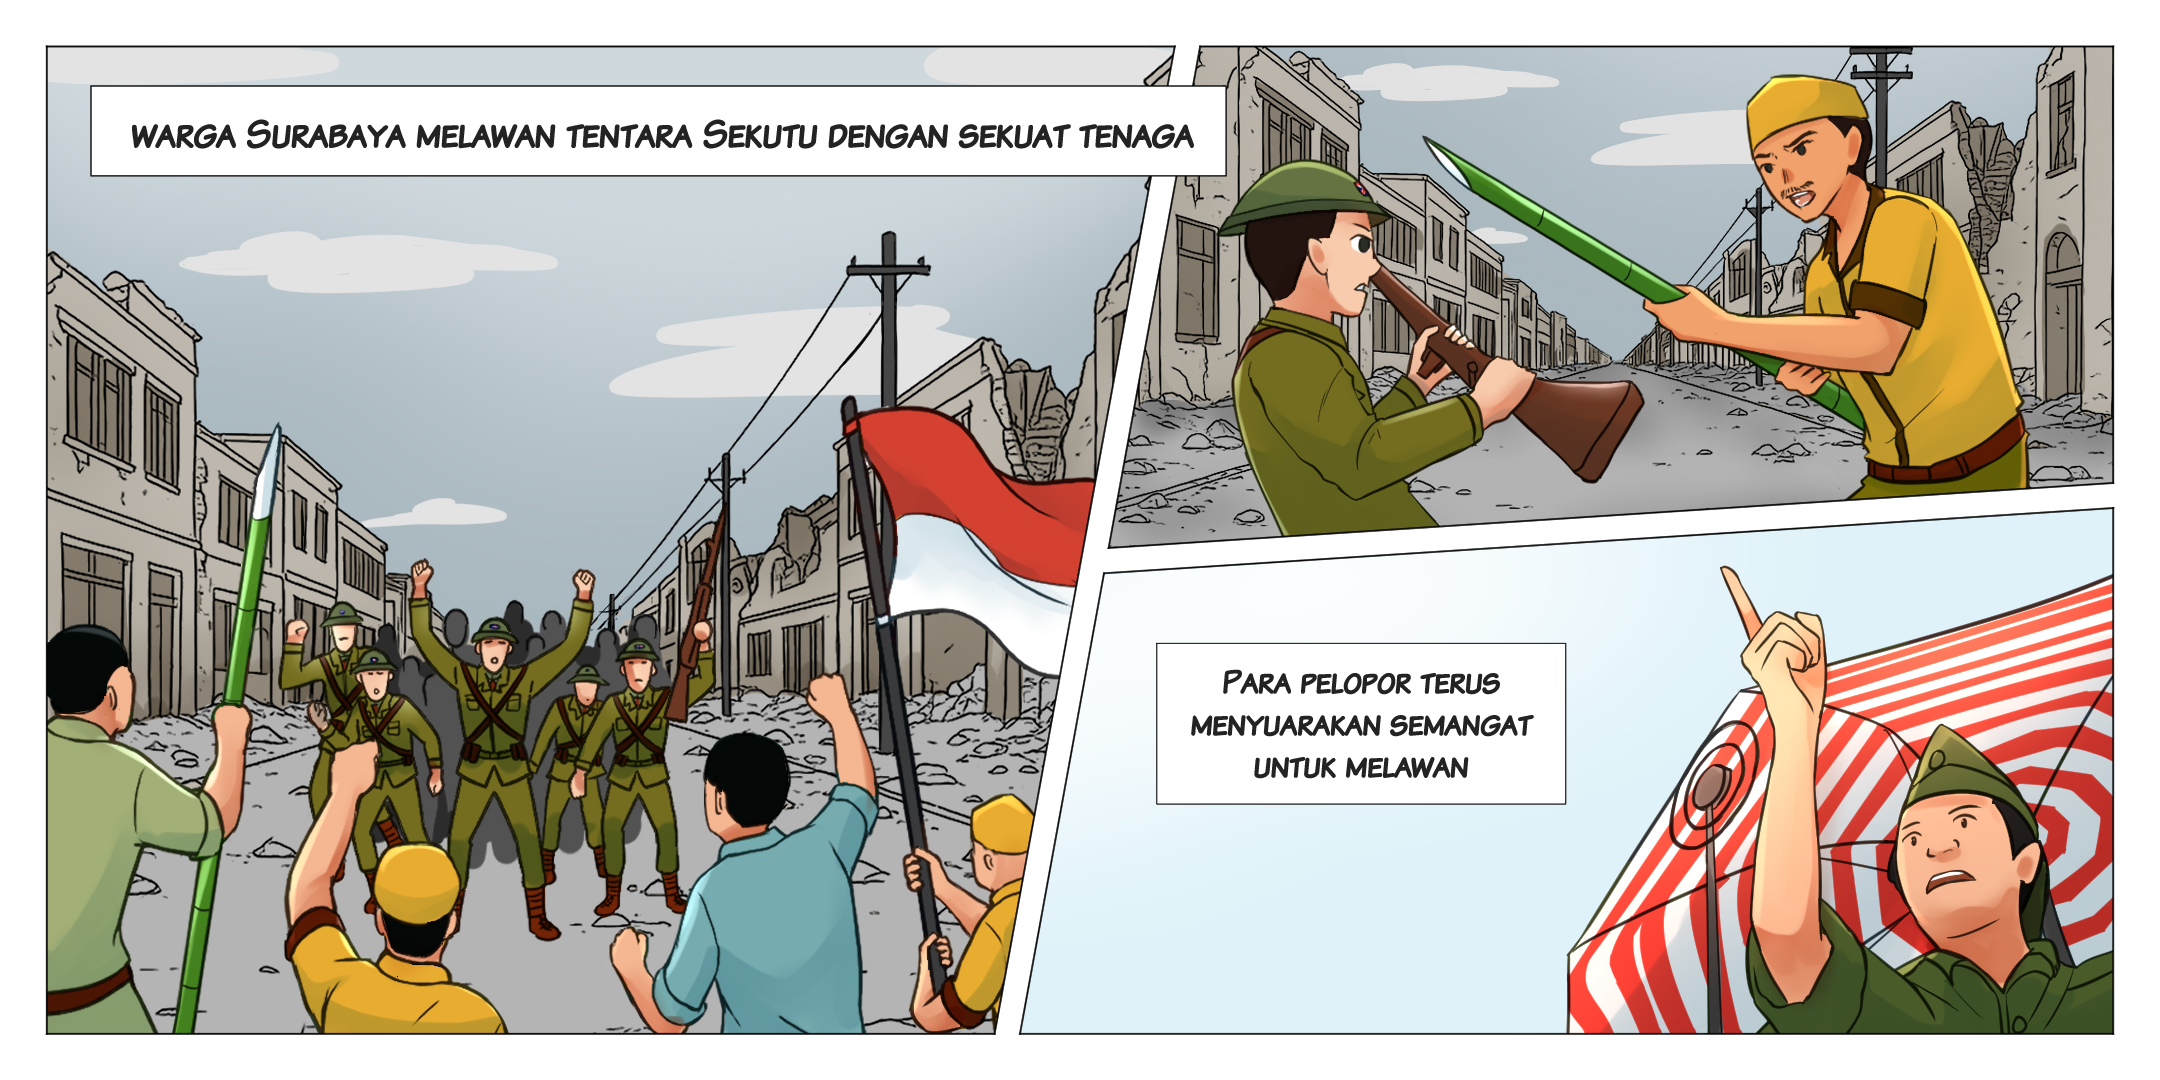 WARGA SURABAYA MELAWAN TENTARA SEKUTU DENGAN SEKUAT TENAGA
PARA PELOPOR TERUS
MENYUARAKAN SEMANGAT
UNTUK MELAWAN